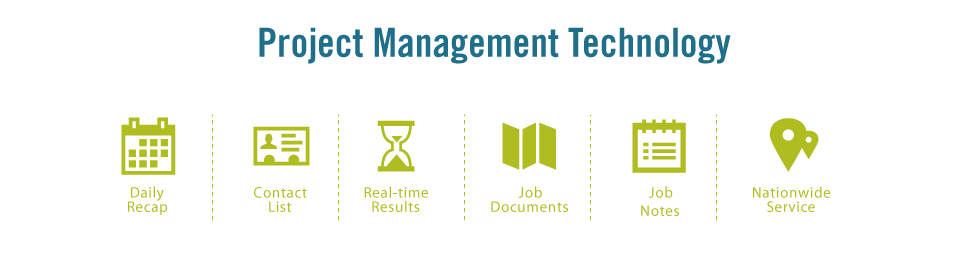 Project Management Technology
Daily
Recap
Contact
List
Real-time
Results
Job
Documents
Job
Notes
Nationwide
Service